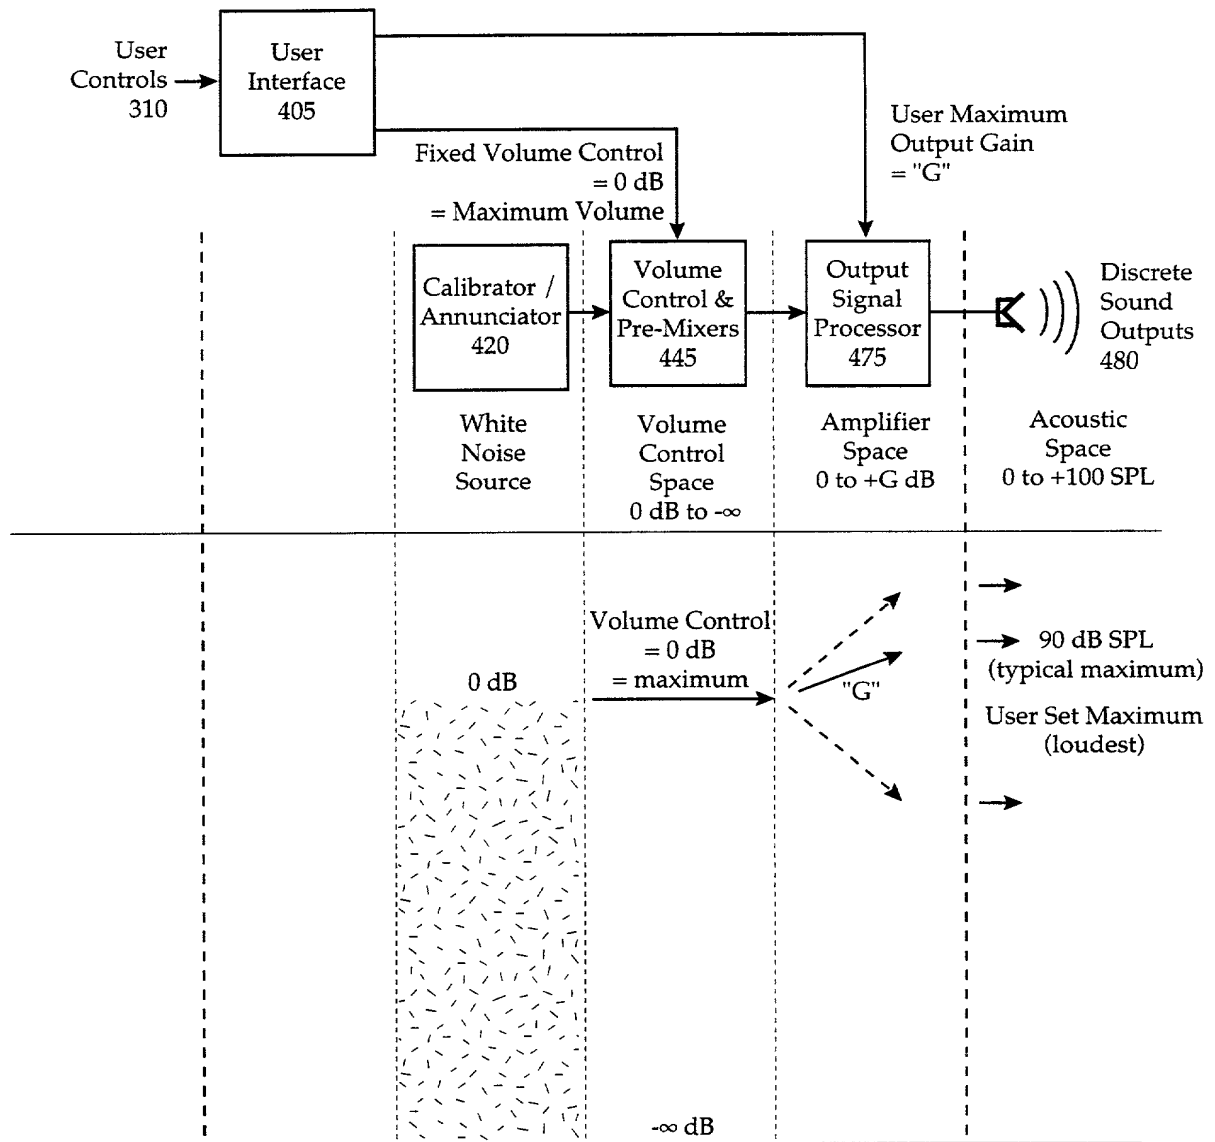 User
Controls
310
User
Interface
405
Fixed Volume Control
= 0 dB
= Maximum Volume
User Maximum
Output Gain
= "G"
Calibrator /
Annunciator
420
Volume
Control &
Pre-Mixers
445
Output
Signal
Processor
475
Discrete
Sound
Outputs
480
White
Noise
Source
Volume
Control
Space
0 dB to -∞
Amplifier
Space
0 to +G dB
Acoustic
Space
0 to +100 SPL
0 dB
Volume Control
= 0 dB
= maximum
"G"
90 dB SPL
(typical maximum)
User Set Maximum
(loudest)
-∞ dB